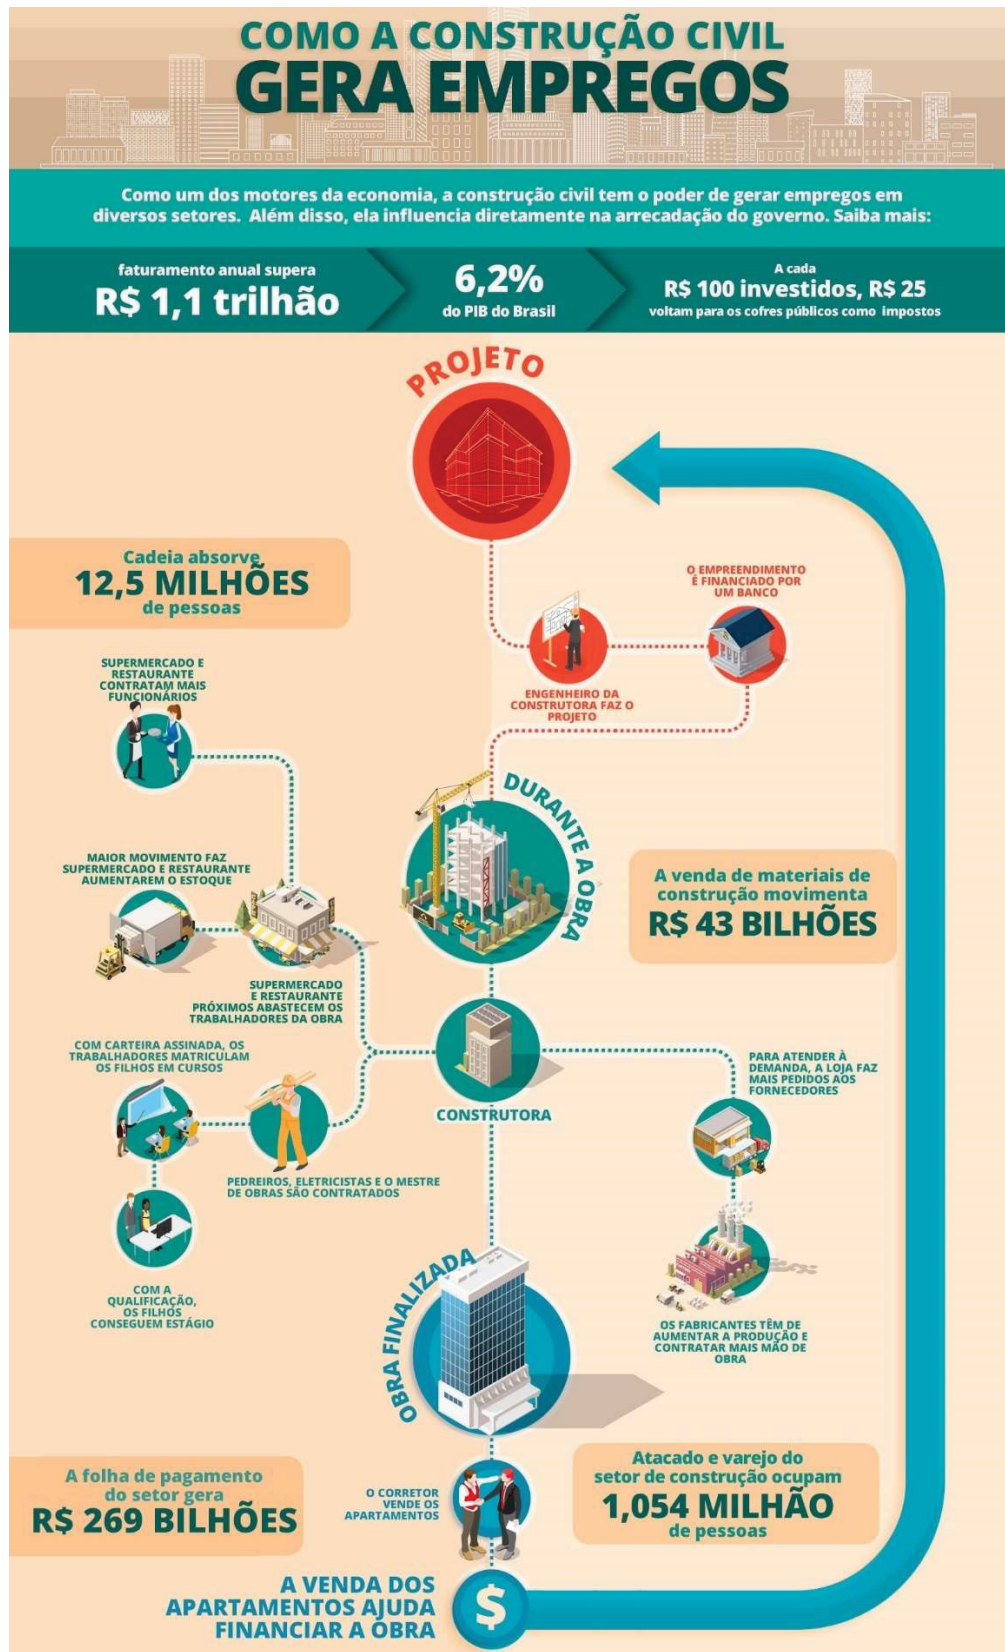 COMO A CONSTRUÇÃO CIVIL
GERA EMPREGOS
Como um dos motores da economia, a construção civil tem o poder de gerar empregos em
diversos setores. Além disso, ela influencia diretamente na arrecadação do governo. Saiba mais:
faturamento anual supera
R$ 1,1 trilhão
6,2%
do PIB do Brasil
A cada
R$ 100 investidos, R$ 25
voltam para os cofres públicos como impostos
PROJETO
Cadeia absorve
12,5 MILHÕES
de pessoas
O EMPREENDIMENTO
É FINANCIADO POR
UM BANCO
ENGENHEIRO DA
CONSTRUTORA FAZ O
PROJETO
SUPERMERCADO E
RESTAURANTE
CONTRATAM MAIS
FUNCIONÁRIOS
DURANTE A OBRA
MAIOR MOVIMENTO FAZ
SUPERMERCADO E RESTAURANTE
AUMENTAREM O ESTOQUE
A venda de materiais de
construção movimenta
R$ 43 BILHÕES
SUPERMERCADO
E RESTAURANTE
PRÓXIMOS ABASTECEM OS
TRABALHADORES DA OBRA
COM CARTEIRA ASSINADA, OS
TRABALHADORES MATRICULAM
OS FILHOS EM CURSOS
CONSTRUTORA
PARA ATENDER À
DEMANDA, A LOJA FAZ
MAIS PEDIDOS AOS
FORNECEDORES
PEDREIROS, ELETRICISTAS E O MESTRE
DE OBRAS SÃO CONTRATADOS
COM A
QUALIFICAÇÃO,
OS FILHOS
CONSEGUEM ESTÁGIO
OBRA FINALIZADA
OS FABRICANTES TÊM DE
AUMENTAR A PRODUÇÃO E
CONTRATAR MAIS MÃO DE
OBRA
A folha de pagamento
do setor gera
R$ 269 BILHÕES
O CORRETOR
VENDE OS
APARTAMENTOS
Atacado e varejo do
setor de construção ocupam
1,054 MILHÃO
de pessoas
A VENDA DOS
APARTAMENTOS AJUDA
FINANCIAR A OBRA
$